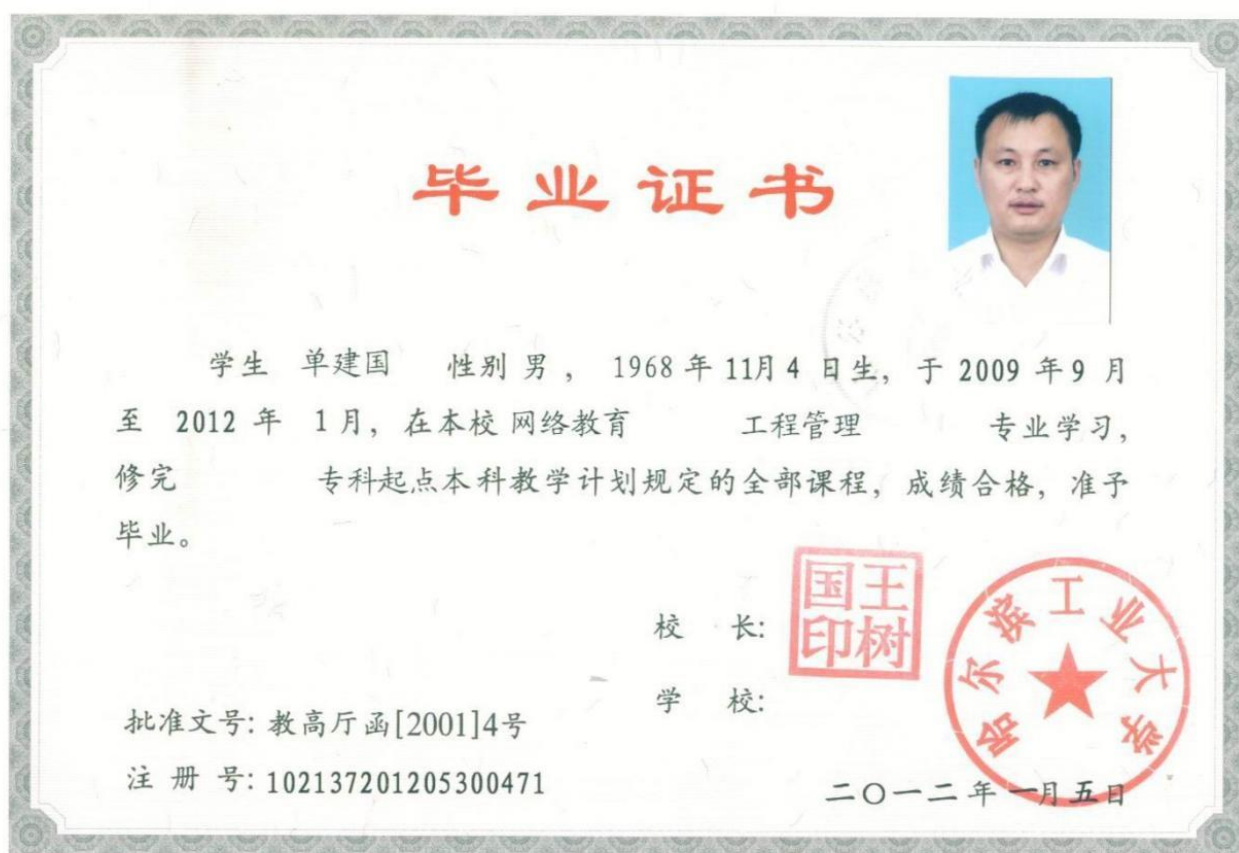 毕业证书
学生 单建国 性别 男, 1968 年 11月 4 日生, 于 2009 年 9 月
至 2012 年 1 月, 在本校 网络教育 工程管理 专业学习,
修完 专科起点本科教学计划规定的全部课程, 成绩合格, 准予
毕业。
校 长:
王树国印
学 校:
哈尔滨工业大学
批准文号: 教高厅函[2001]4号
注 册 号: 102137201205300471
二〇一二年 一月 五日